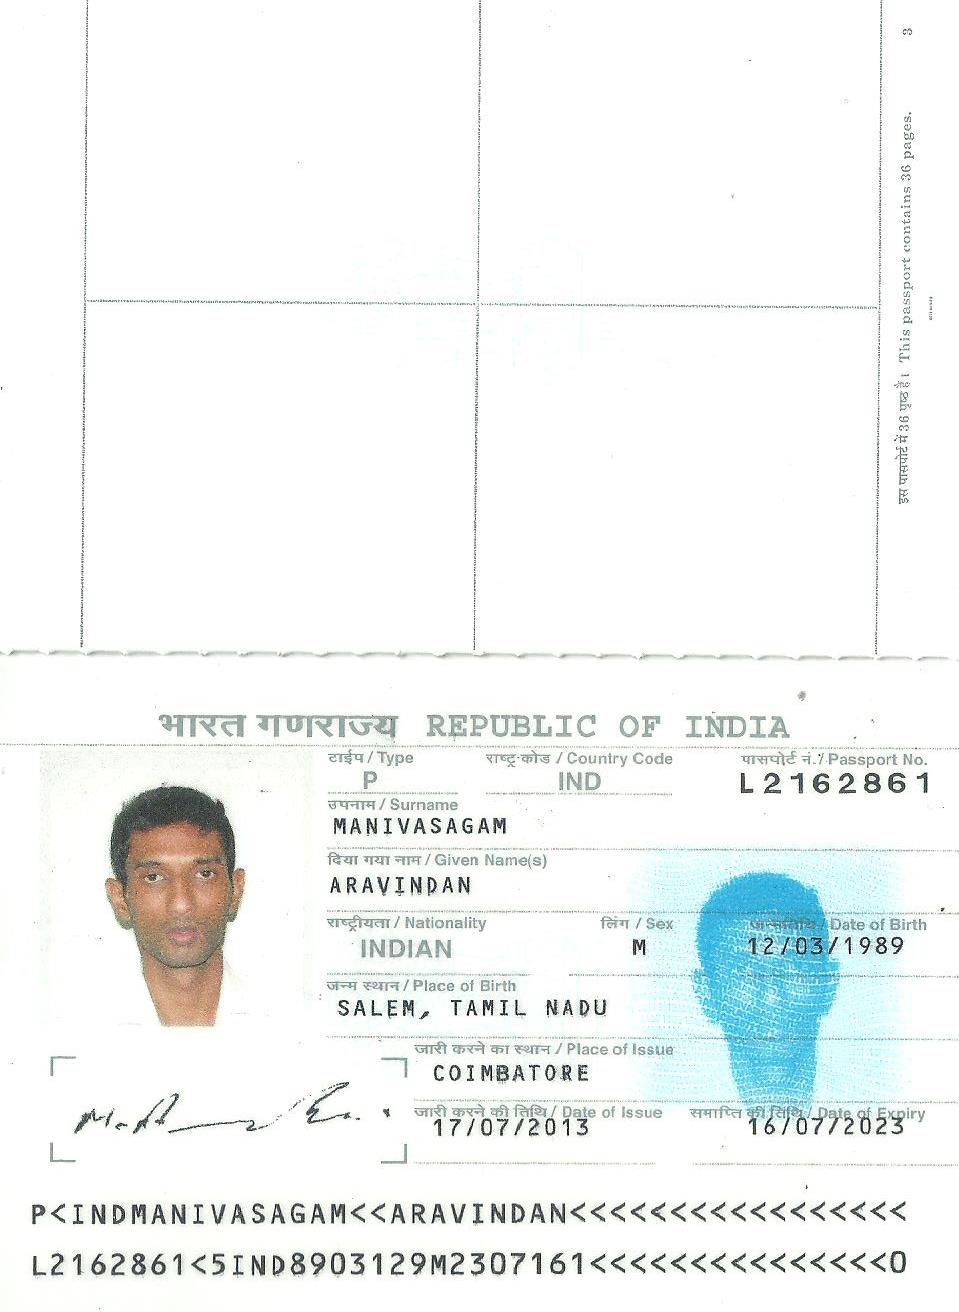 3
इस पासपोर्ट में 36 पृष्ठ हैं। This passport contains 36 pages.
भारत गणराज्य REPUBLIC OF INDIA
टाईप / Type राष्ट्र-कोड / Country Code पासपोर्ट नं. / Passport No.
P IND L2162861
उपनाम / Surname
MANIVASAGAM
दिया गया नाम / Given Name(s)
ARAVINDAN
राष्ट्रीयता / Nationality लिंग / Sex जन्मतिथि / Date of Birth
INDIAN M 12/03/1989
जन्म स्थान / Place of Birth
SALEM, TAMIL NADU
जारी करने का स्थान / Place of Issue
COIMBATORE
जारी करने की तिथि / Date of Issue समाप्ति की तिथि / Date of Expiry
17/07/2013 16/07/2023
P<INDMANIVASAGAM<<ARAVINDAN<<<<<<<<<<<<<<<<<
L2162861<5IND8903129M2307161<<<<<<<<<<<<<<<0